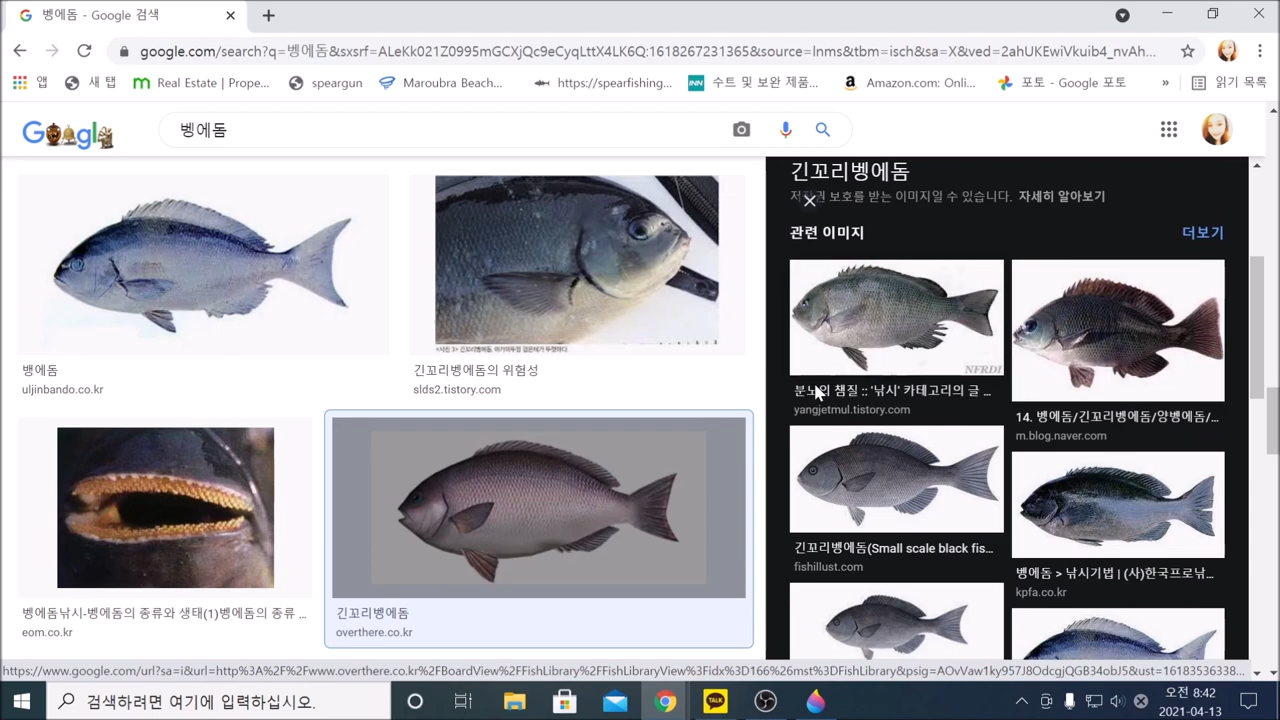 벵에돔 - Google 검색
google.com/search?q=벵에돔&sxsrf=ALeKk021Z0995mGCXjQc9eCyqLttX4LK6Q:1618267231365&source=lnms&tbm=isch&sa=X&ved=2ahUKEwiVkuib4_nvAh...
앱 새 탭 Real Estate | Prope... speargun Maroubra Beach... https://spearfishing... INN 수트 및 보완 제품... Amazon.com: Onli... 포토 - Google 포토 » 읽기 목록
벵에돔
긴꼬리벵에돔
저작권 보호를 받는 이미지일 수 있습니다. 자세히 알아보기
관련 이미지 더보기
뱅에돔
uljinbando.co.kr
긴꼬리벵에돔의 위험성
slds2.tistory.com
NFRDI
분노의 챔질 :: '낚시' 카테고리의 글 ...
yangjetmul.tistory.com
14. 벵에돔/긴꼬리벵에돔/양벵에돔/...
m.blog.naver.com
벵에돔낚시-벵에돔의 종류와 생태(1)벵에돔의 종류 ...
eom.co.kr
긴꼬리벵에돔
overthere.co.kr
긴꼬리벵에돔(Small scale black fis...
fishillust.com
벵에돔 > 낚시기법 | (사)한국프로낚...
kpfa.co.kr
https://www.google.com/url?sa=i&url=http%3A%2F%2Fwww.overthere.co.kr%2FBoardView%2FFishLibrary%2FFishLibraryView%3Fidx%3D166%26mst%3DFishLibrary&psig=AOvVaw1ky957J8OdcgjQGB34obJ5&ust=16183536338...
검색하려면 여기에 입력하십시오.
TALK
오전 8:42
2021-04-13